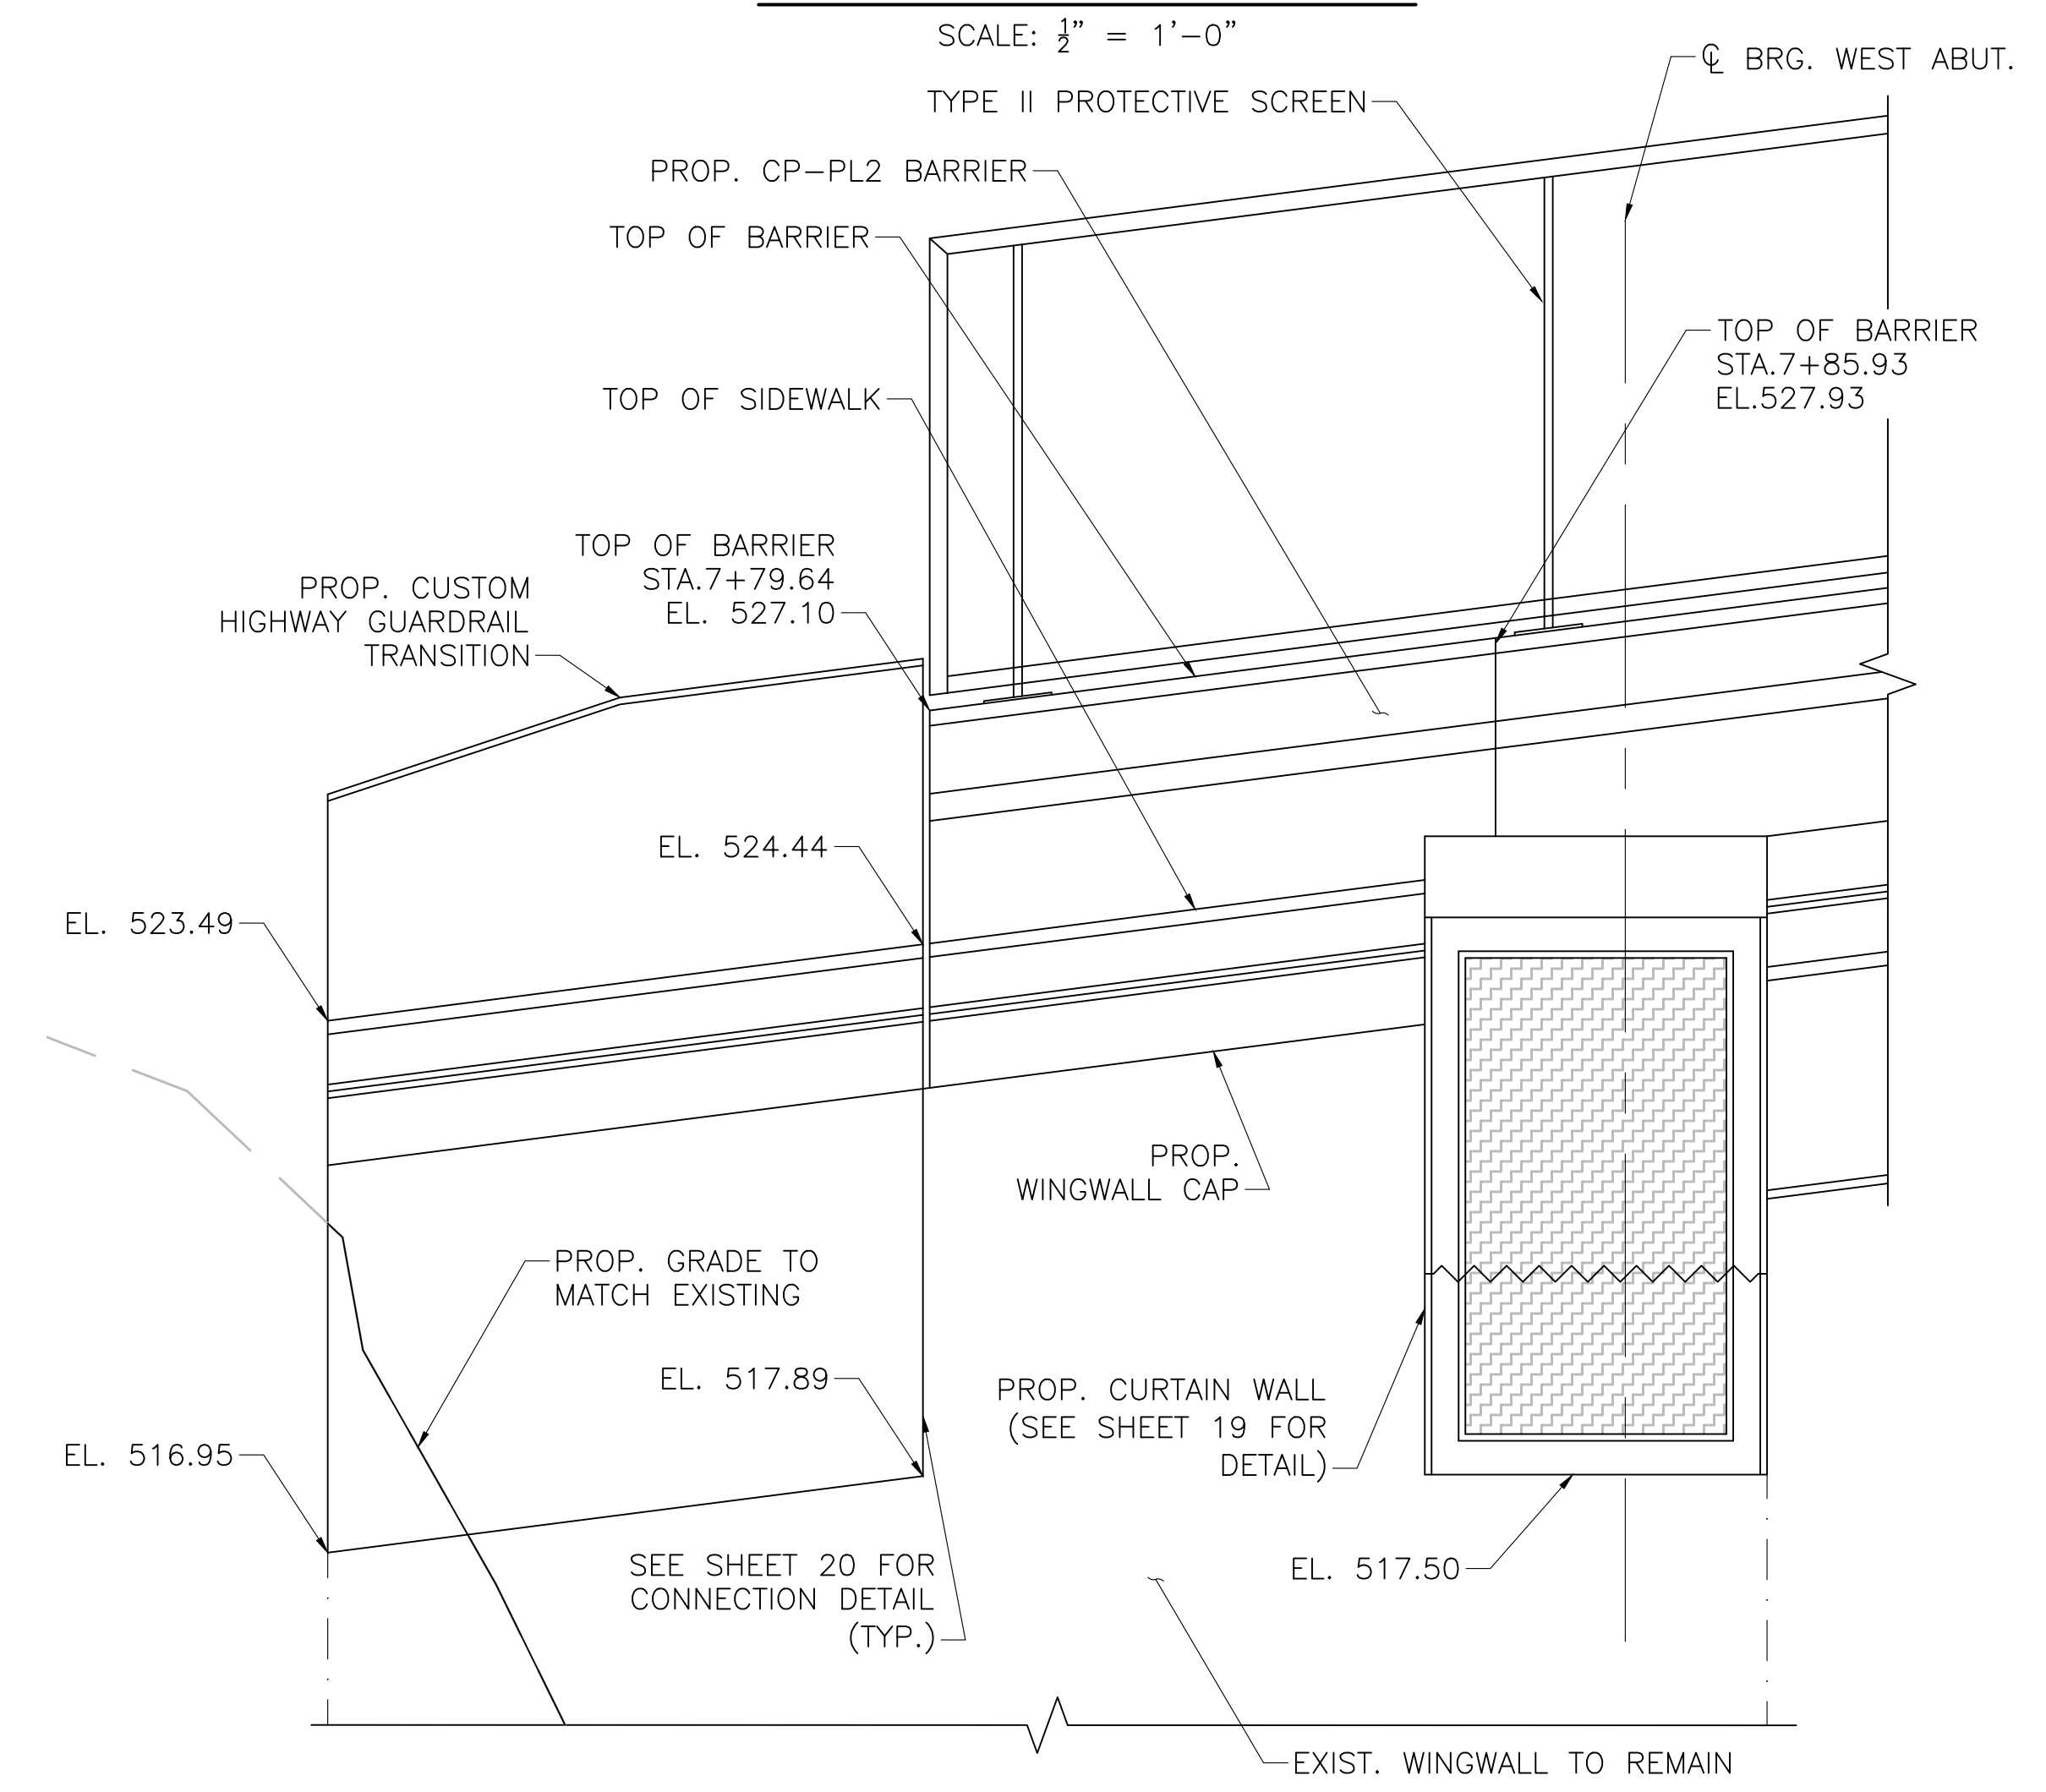 SCALE: ½" = 1'-0"
℄ BRG. WEST ABUT.
TYPE II PROTECTIVE SCREEN
PROP. CP-PL2 BARRIER
TOP OF BARRIER
TOP OF BARRIER
STA.7+85.93
EL.527.93
TOP OF SIDEWALK
TOP OF BARRIER
STA.7+79.64
EL. 527.10
PROP. CUSTOM
HIGHWAY GUARDRAIL
TRANSITION
EL. 524.44
EL. 523.49
PROP.
WINGWALL CAP
PROP. GRADE TO
MATCH EXISTING
EL. 517.89
PROP. CURTAIN WALL
(SEE SHEET 19 FOR
DETAIL)
EL. 516.95
SEE SHEET 20 FOR
CONNECTION DETAIL
(TYP.)
EL. 517.50
EXIST. WINGWALL TO REMAIN